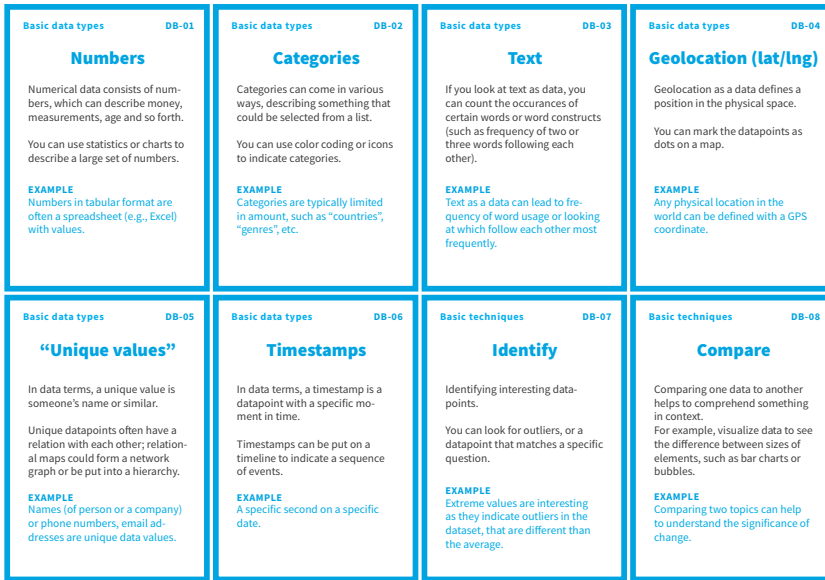 Basic data types DB-01
Numbers
Numerical data consists of num-
bers, which can describe money,
measurements, age and so forth.
You can use statistics or charts to
describe a large set of numbers.
EXAMPLE
Numbers in tabular format are
often a spreadsheet (e.g., Excel)
with values.
Basic data types DB-02
Categories
Categories can come in various
ways, describing something that
could be selected from a list.
You can use color coding or icons
to indicate categories.
EXAMPLE
Categories are typically limited
in amount, such as “countries”,
“genres”, etc.
Basic data types DB-03
Text
If you look at text as data, you
can count the occurances of
certain words or word constructs
(such as frequency of two or
three words following each
other).
EXAMPLE
Text as a data can lead to fre-
quency of word usage or looking
at which follow each other most
frequently.
Basic data types DB-04
Geolocation (lat/lng)
Geolocation as a data defines a
position in the physical space.
You can mark the datapoints as
dots on a map.
EXAMPLE
Any physical location in the
world can be defined with a GPS
coordinate.
Basic data types DB-05
“Unique values”
In data terms, a unique value is
someone’s name or similar.
Unique datapoints often have a
relation with each other; relation-
al maps could form a network
graph or be put into a hierarchy.
EXAMPLE
Names (of person or a company)
or phone numbers, email ad-
dresses are unique data values.
Basic data types DB-06
Timestamps
In data terms, a timestamp is a
datapoint with a specific mo-
ment in time.
Timestamps can be put on a
timeline to indicate a sequence
of events.
EXAMPLE
A specific second on a specific
date.
Basic techniques DB-07
Identify
Identifying interesting data-
points.
You can look for outliers, or a
datapoint that matches a specific
question.
EXAMPLE
Extreme values are interesting
as they indicate outliers in the
dataset, that are different than
the average.
Basic techniques DB-08
Compare
Comparing one data to another
helps to comprehend something
in context.
For example, visualize data to see
the difference between sizes of
elements, such as bar charts or
bubbles.
EXAMPLE
Comparing two topics can help
to understand the significance of
change.